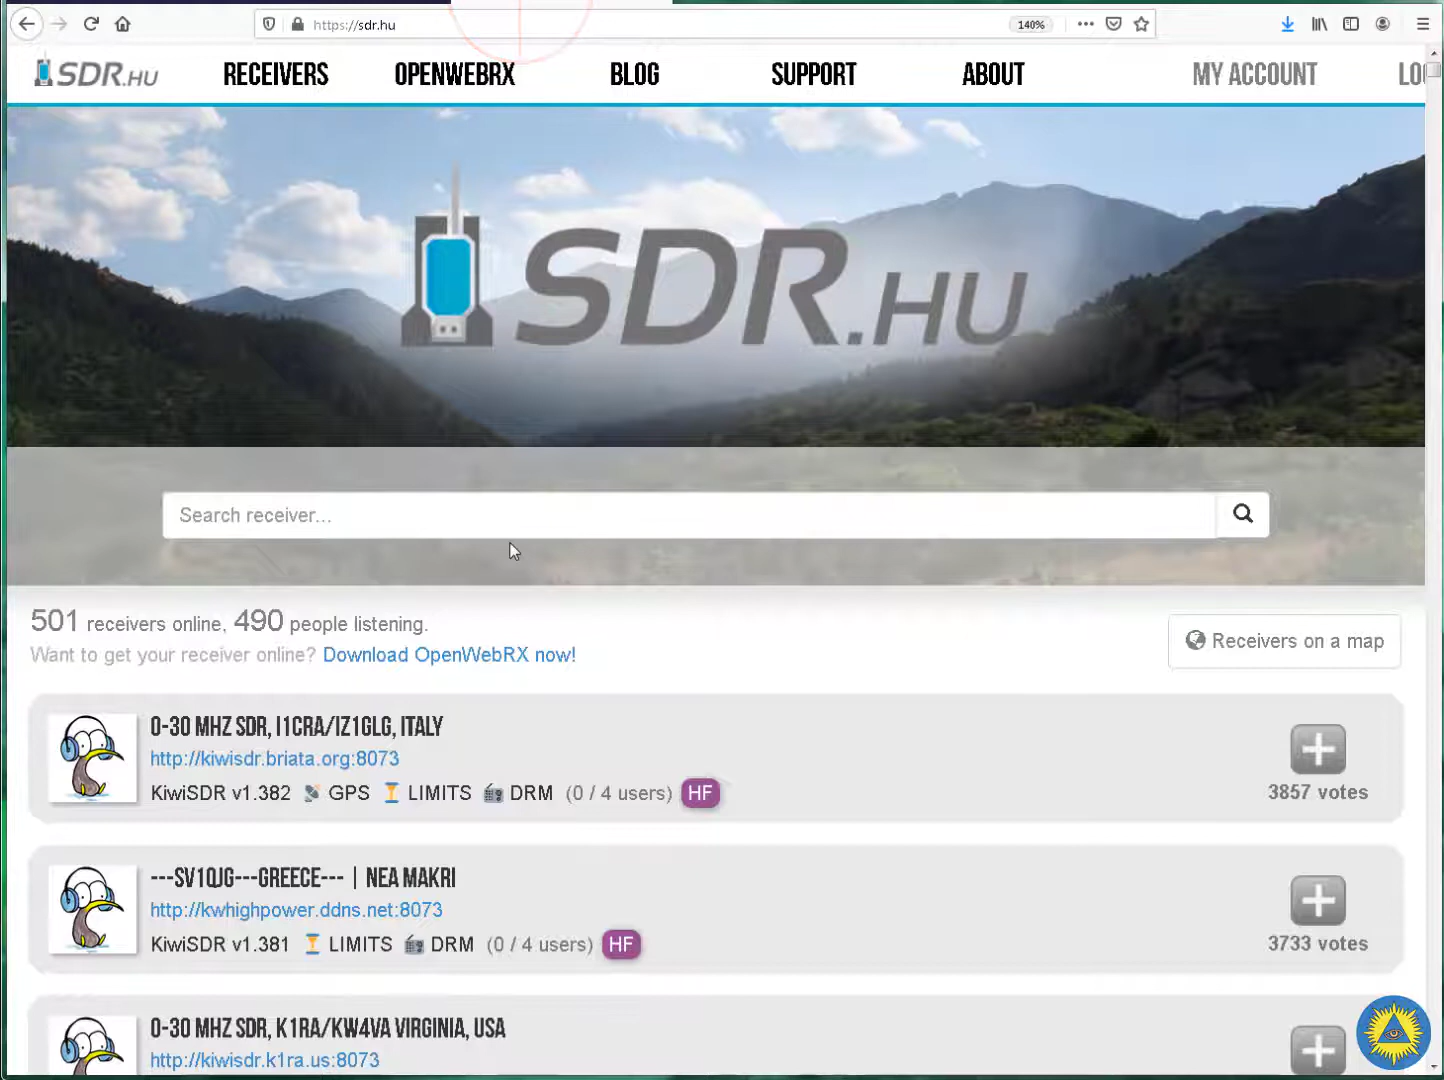 https://sdr.hu
140%
SDR.HU
RECEIVERS
OPENWEBRX
BLOG
SUPPORT
ABOUT
MY ACCOUNT
SDR.HU
Search receiver...
501 receivers online, 490 people listening.
Want to get your receiver online? Download OpenWebRX now!
Receivers on a map
0-30 MHZ SDR, I1CRA/IZ1GLG, ITALY
http://kiwisdr.briata.org:8073
KiwiSDR v1.382 GPS LIMITS DRM (0 / 4 users) HF
3857 votes
---SV1QJG---GREECE--- | NEA MAKRI
http://kwhighpower.ddns.net:8073
KiwiSDR v1.381 LIMITS DRM (0 / 4 users) HF
3733 votes
0-30 MHZ SDR, K1RA/KW4VA VIRGINIA, USA
http://kiwisdr.k1ra.us:8073